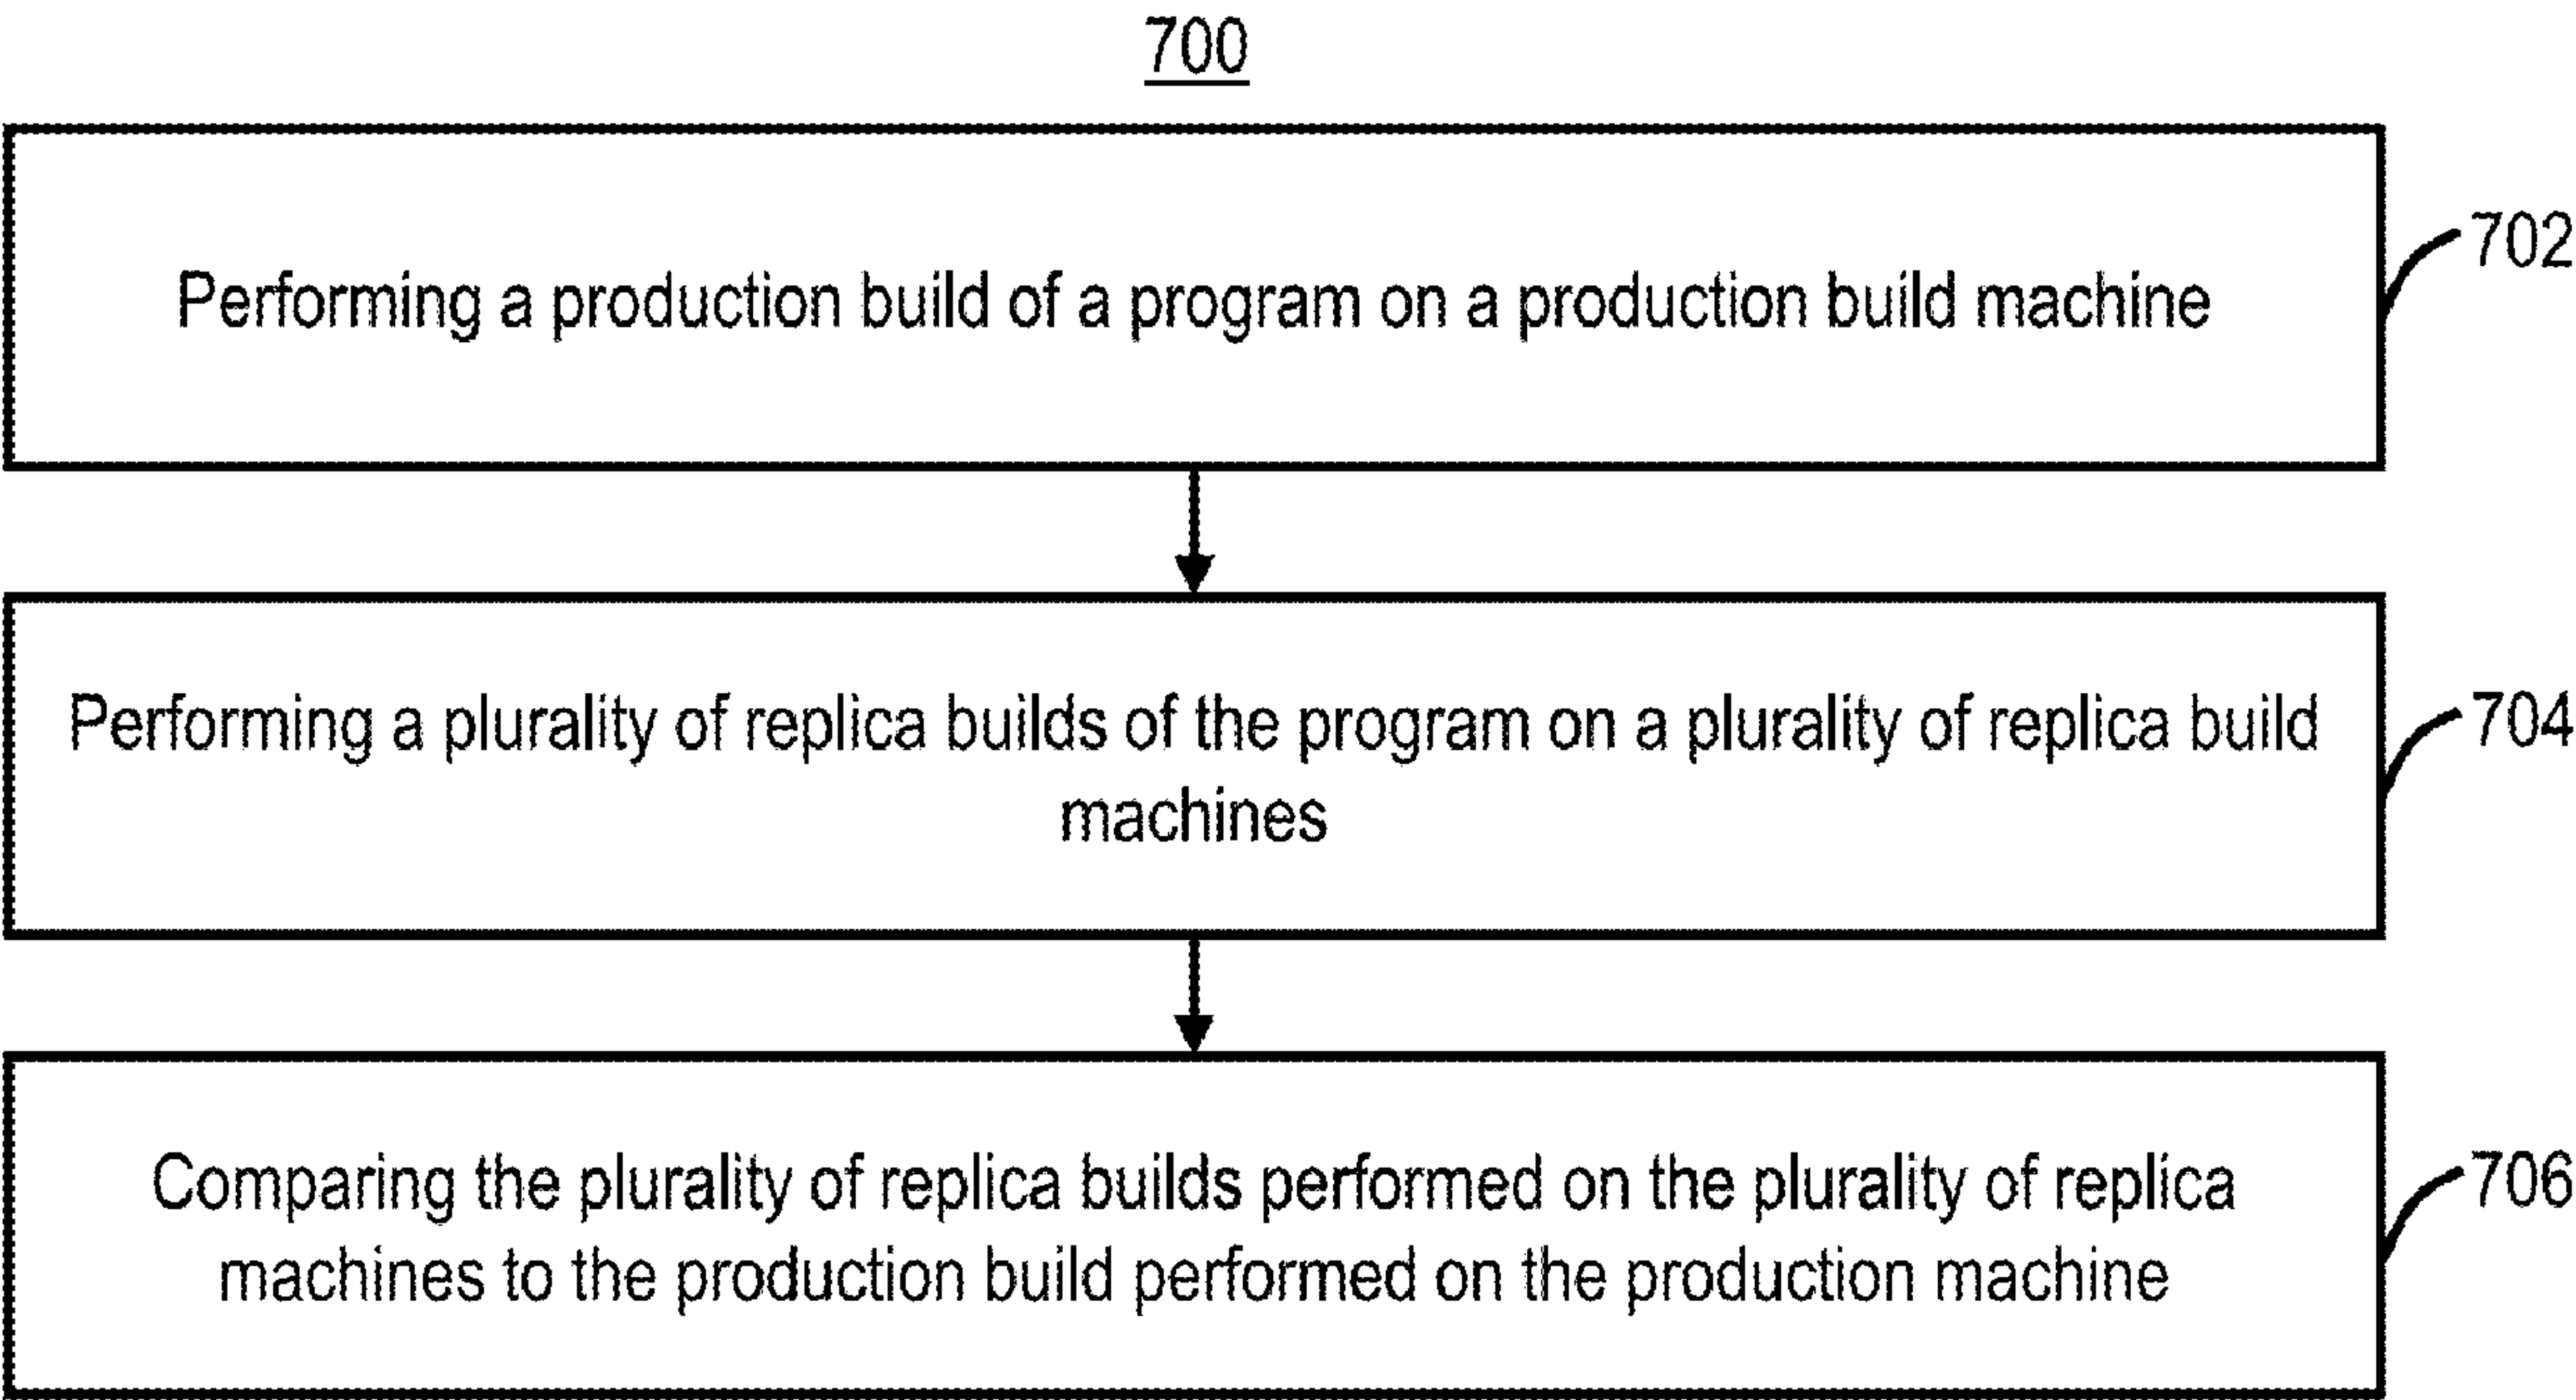 700
Performing a production build of a program on a production build machine
702
Performing a plurality of replica builds of the program on a plurality of replica build
machines
704
Comparing the plurality of replica builds performed on the plurality of replica
machines to the production build performed on the production machine
706